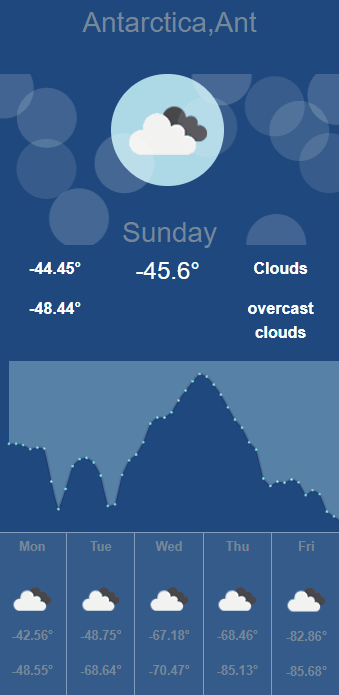 Antarctica,Ant
Sunday
-44.45° -45.6° Clouds
-48.44° overcast
clouds
Mon Tue Wed Thu Fri
-42.56° -48.75° -67.18° -68.46° -82.86°
-48.55° -68.64° -70.47° -85.13° -85.68°